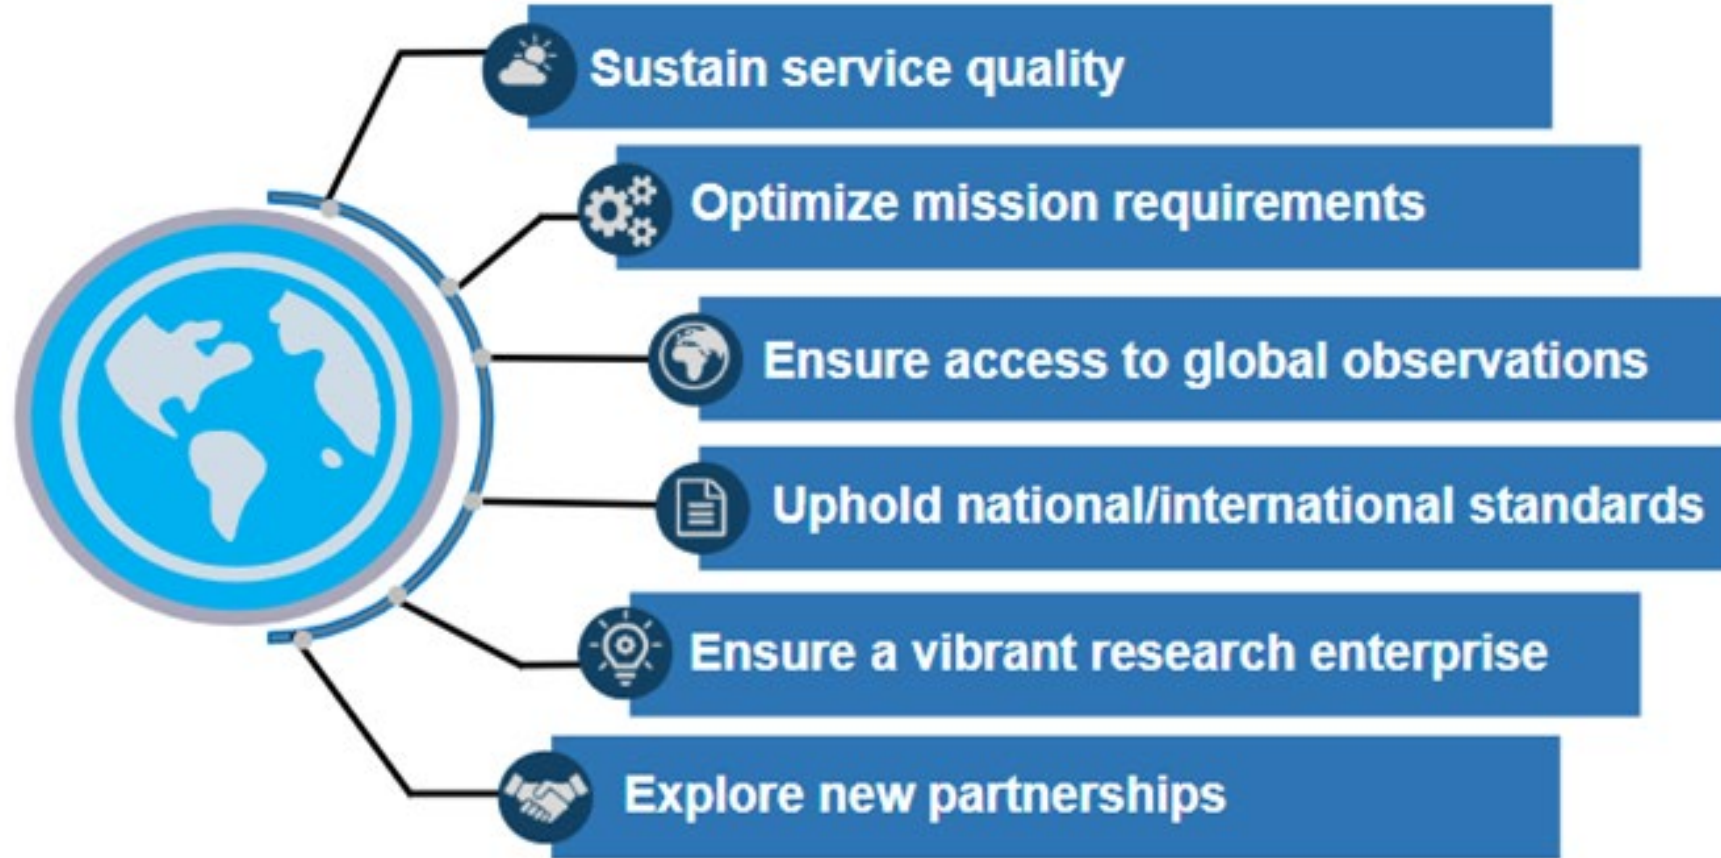 Sustain service quality
Optimize mission requirements
Ensure access to global observations
Uphold national/international standards
Ensure a vibrant research enterprise
Explore new partnerships